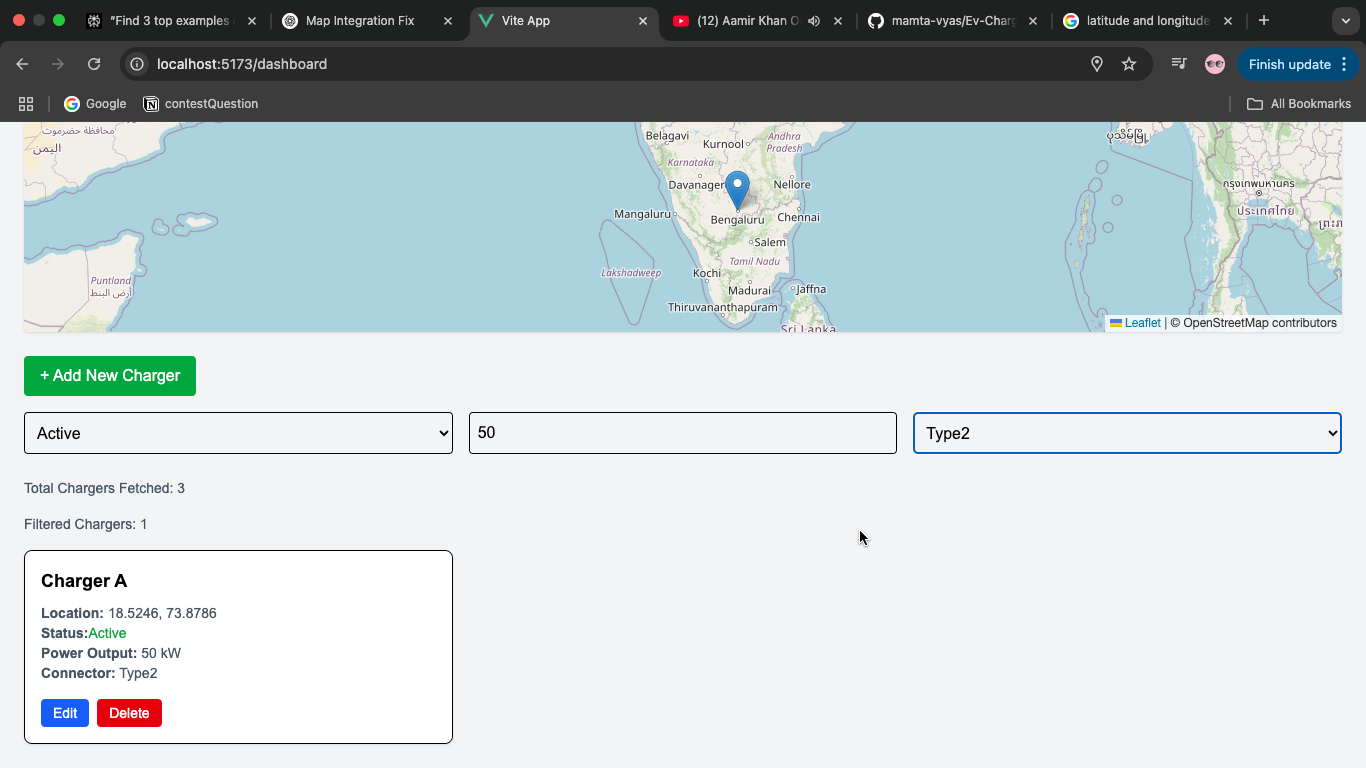 "Find 3 top examples
Map Integration Fix
Vite App
(12) Aamir Khan O
mamta-vyas/Ev-Charg
latitude and longitude
localhost:5173/dashboard
Finish update
Google
contestQuestion
All Bookmarks
محافظة حضرموت
اليمن
Puntland
أرض البنط
Belagavi
Kurnool
Andhra
Pradesh
Karnataka
Davanager
Nellore
Mangaluru
Bengaluru
Chennai
Salem
Tamil Nadu
Lakshadweep
Kochi
Madurai
Jaffna
Thiruvananthapuram
Sri Lanka
ပုသိမ်မြို့
กรุงเทพมหานคร
ประเทศไทย
Leaflet | © OpenStreetMap contributors
+ Add New Charger
Active
50
Type2
Total Chargers Fetched: 3
Filtered Chargers: 1
Charger A
Location: 18.5246, 73.8786
Status:Active
Power Output: 50 kW
Connector: Type2
Edit
Delete